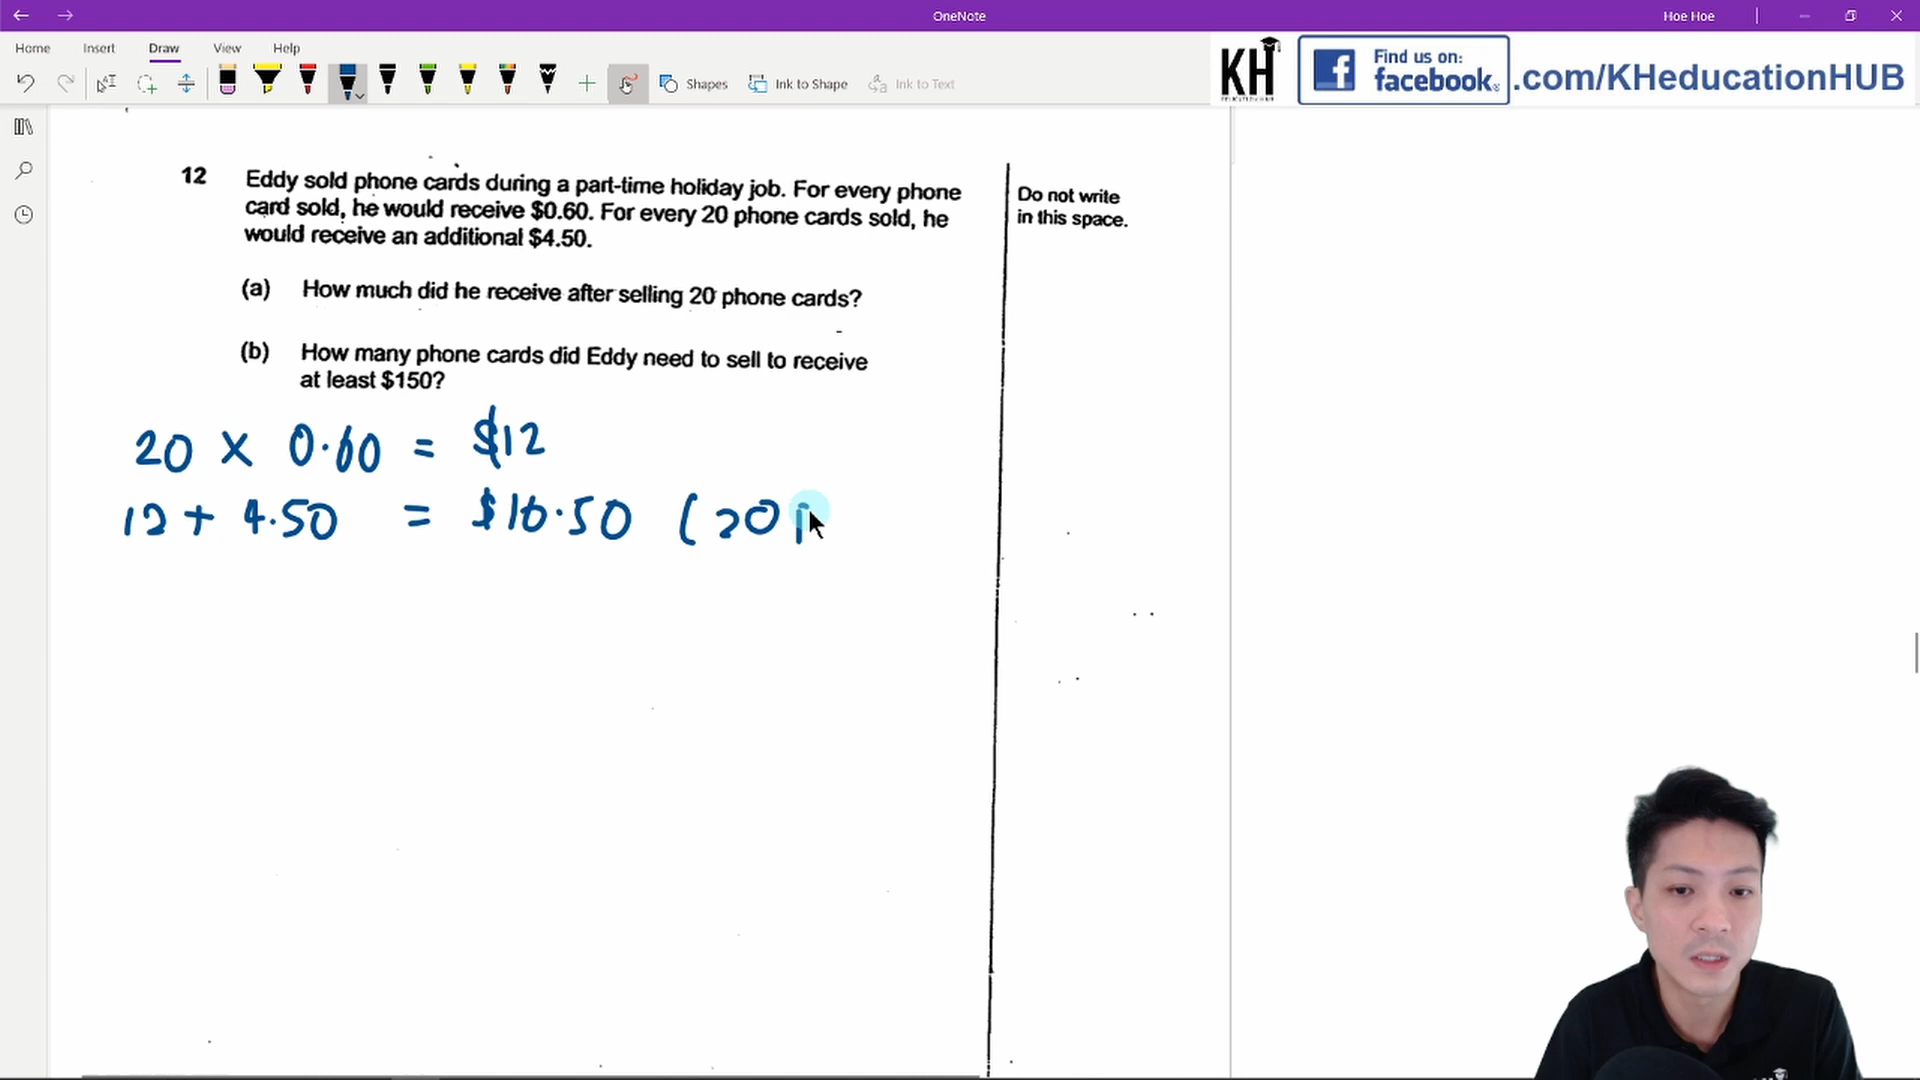 OneNote
Hoe Hoe
Home Insert Draw View Help
Shapes Ink to Shape Ink to Text
KH
Find us on:
facebook. .com/KHeducationHUB
12 Eddy sold phone cards during a part-time holiday job. For every phone
card sold, he would receive $0.60. For every 20 phone cards sold, he
would receive an additional $4.50.
Do not write
in this space.
(a) How much did he receive after selling 20 phone cards?
(b) How many phone cards did Eddy need to sell to receive
at least $150?
20 × 0.60 = $12
12 + 4.50 = $16.50 (20 p